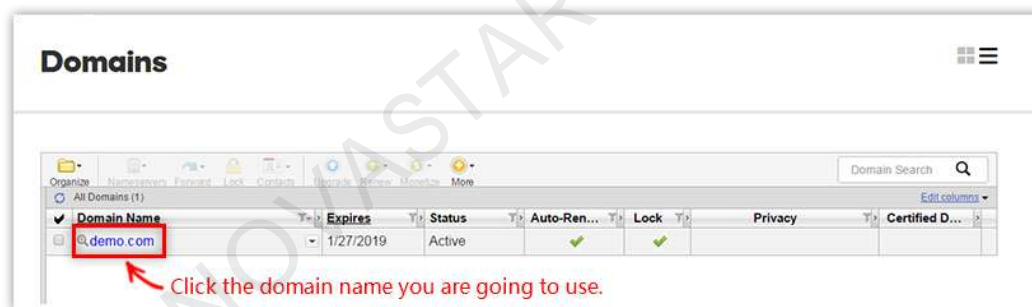 Domains
Organize Nameservers Forward Lock Contacts Upgrade Renew Monetize More
Domain Search
All Domains (1)
Edit columns
Domain Name Expires Status Auto-Ren... Lock Privacy Certified D...
demo.com 1/27/2019 Active
Click the domain name you are going to use.
NOVASTAR